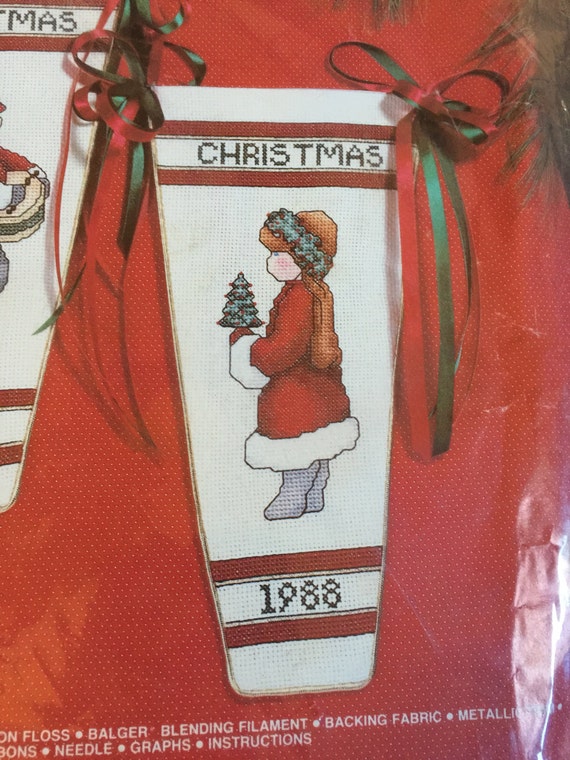 TMAS
CHRISTMAS
1988
ON FLOSS • BALGER BLENDING FILAMENT • BACKING FABRIC • METALLIC
BONS • NEEDLE • GRAPHS • INSTRUCTIONS